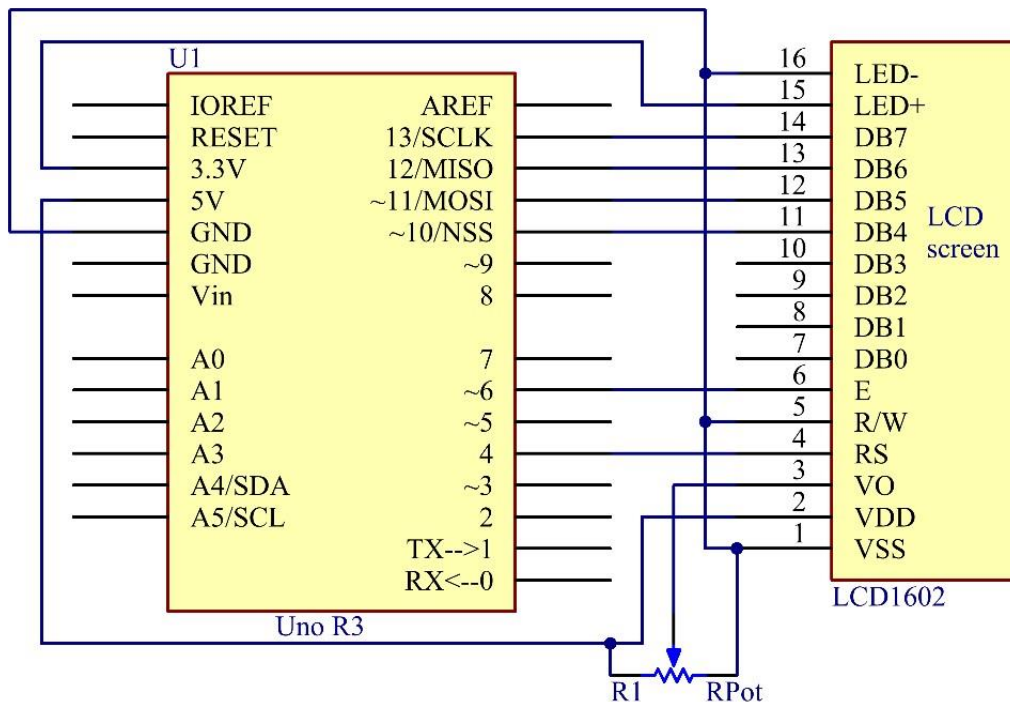 U1
IOREF
RESET
3.3V
5V
GND
GND
Vin
A0
A1
A2
A3
A4/SDA
A5/SCL
AREF
13/SCLK
12/MISO
~11/MOSI
~10/NSS
~9
8
7
~6
~5
4
~3
2
TX-->1
RX<--0
Uno R3
16 LED-
15 LED+
14 DB7
13 DB6
12 DB5
11 DB4
10 DB3
9 DB2
8 DB1
7 DB0
6 E
5 R/W
4 RS
3 VO
2 VDD
1 VSS
LCD
screen
LCD1602
R1 RPot